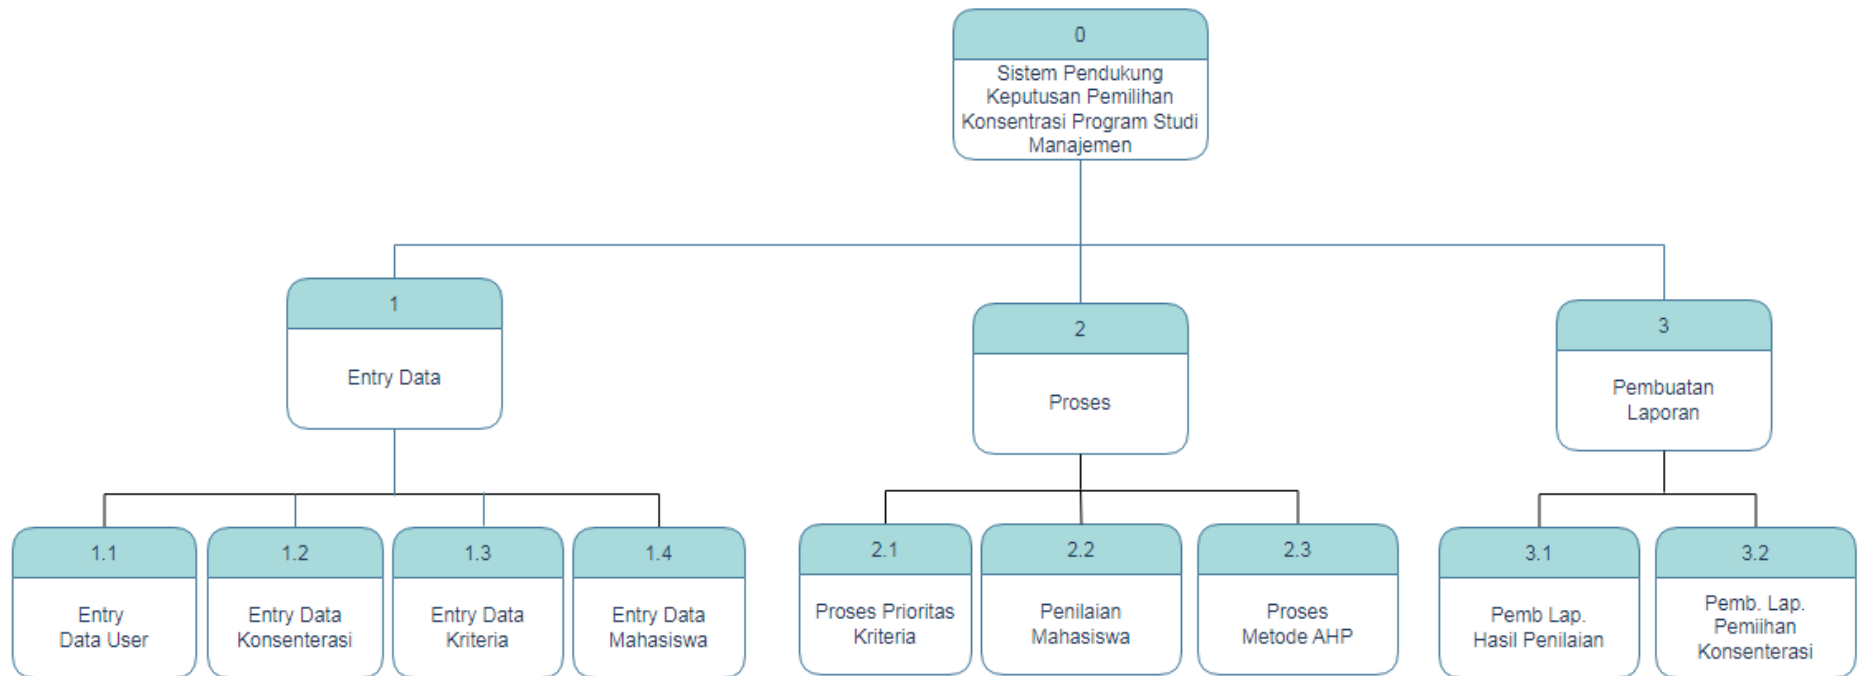 0
Sistem Pendukung
Keputusan Pemilihan
Konsentrasi Program Studi
Manajemen
1
Entry Data
2
Proses
3
Pembuatan
Laporan
1.1
Entry
Data User
1.2
Entry Data
Konsenterasi
1.3
Entry Data
Kriteria
1.4
Entry Data
Mahasiswa
2.1
Proses Prioritas
Kriteria
2.2
Penilaian
Mahasiswa
2.3
Proses
Metode AHP
3.1
Pemb Lap.
Hasil Penilaian
3.2
Pemb. Lap.
Pemiihan
Konsenterasi